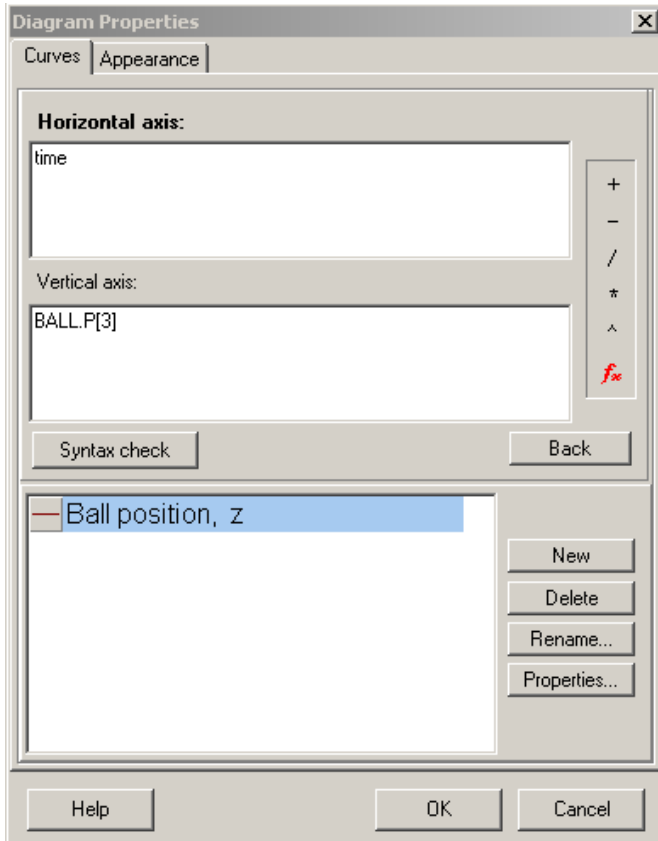 Diagram Properties
Curves Appearance
Horizontal axis:
time
+
-
/
*
^
fx
Vertical axis:
BALL.P[3]
Syntax check
Back
Ball position, z
New
Delete
Rename...
Properties...
Help
OK
Cancel